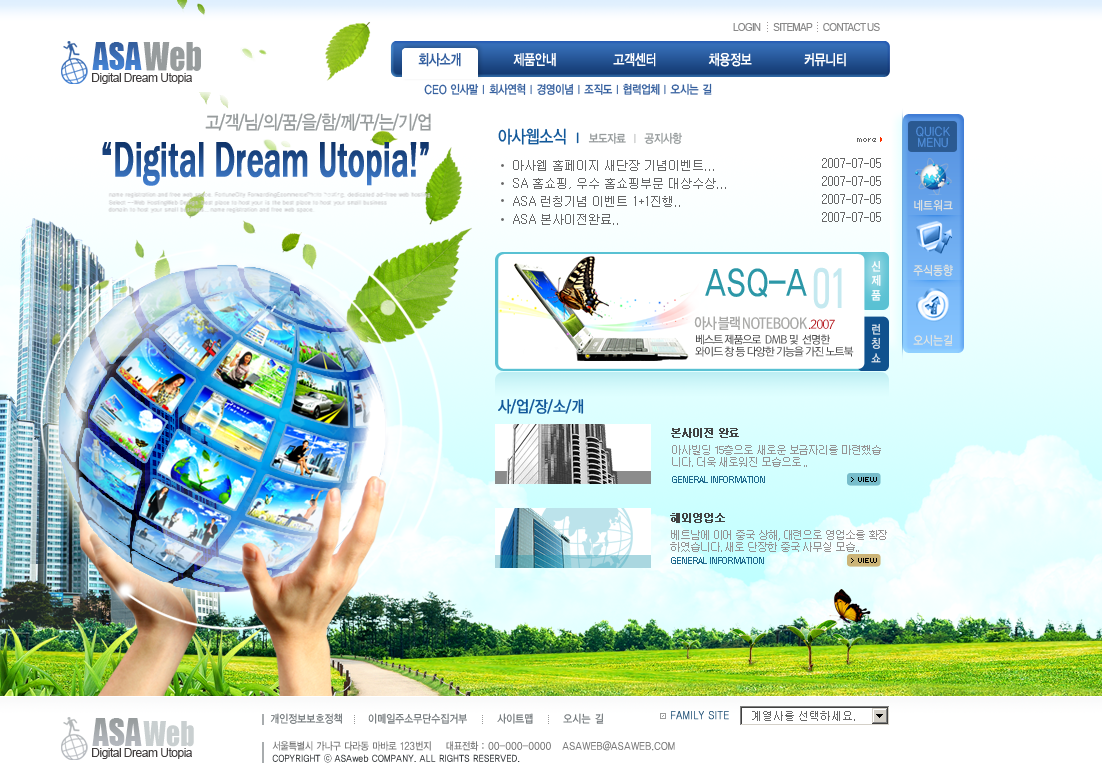 LOGIN SITEMAP CONTACT US
ASA Web
Digital Dream Utopia
회사소개 제품안내 고객센터 채용정보 커뮤니티
CEO 인사말 | 회사연혁 | 경영이념 | 조직도 | 협력업체 | 오시는 길
고/객/님/의/꿈/을/함/께/꾸/는/기/업
“Digital Dream Utopia!”
아사웹소식 | 보도자료 | 공지사항
more
• 아사웹 홈페이지 새단장 기념이벤트... 2007-07-05
• SA 홈쇼핑, 우수 홈쇼핑부문 대상수상... 2007-07-05
• ASA 런칭기념 이벤트 1+1진행.. 2007-07-05
• ASA 본사이전완료.. 2007-07-05
QUICK
MENU
네트워크
주식동향
오시는길
ASQ-A 01
아사 블랙 NOTEBOOK.2007
베스트 제품으로 DMB 및 선명한
와이드 창 등 다양한 기능을 가진 노트북
신제품
런칭쇼
사/업/장/소/개
본사이전 완료
아사빌딩 15층으로 새로운 보금자리를 마련했습
니다. 더욱 새로워진 모습으로..
GENERAL INFORMATION
> VIEW
해외영업소
베트남에 이어 중국 상해, 대련으로 영업소를 확장
하였습니다. 새로 단장한 중국 사무실 모습..
GENERAL INFORMATION
> VIEW
ASA Web
Digital Dream Utopia
개인정보보호정책 이메일주소무단수집거부 사이트맵 오시는 길
FAMILY SITE 계열사를 선택하세요.
서울특별시 가나구 다라동 마바로 123번지 대표전화 : 00-000-0000 ASAWEB@ASAWEB.COM
COPYRIGHT ⓒ ASAweb COMPANY. ALL RIGHTS RESERVED.